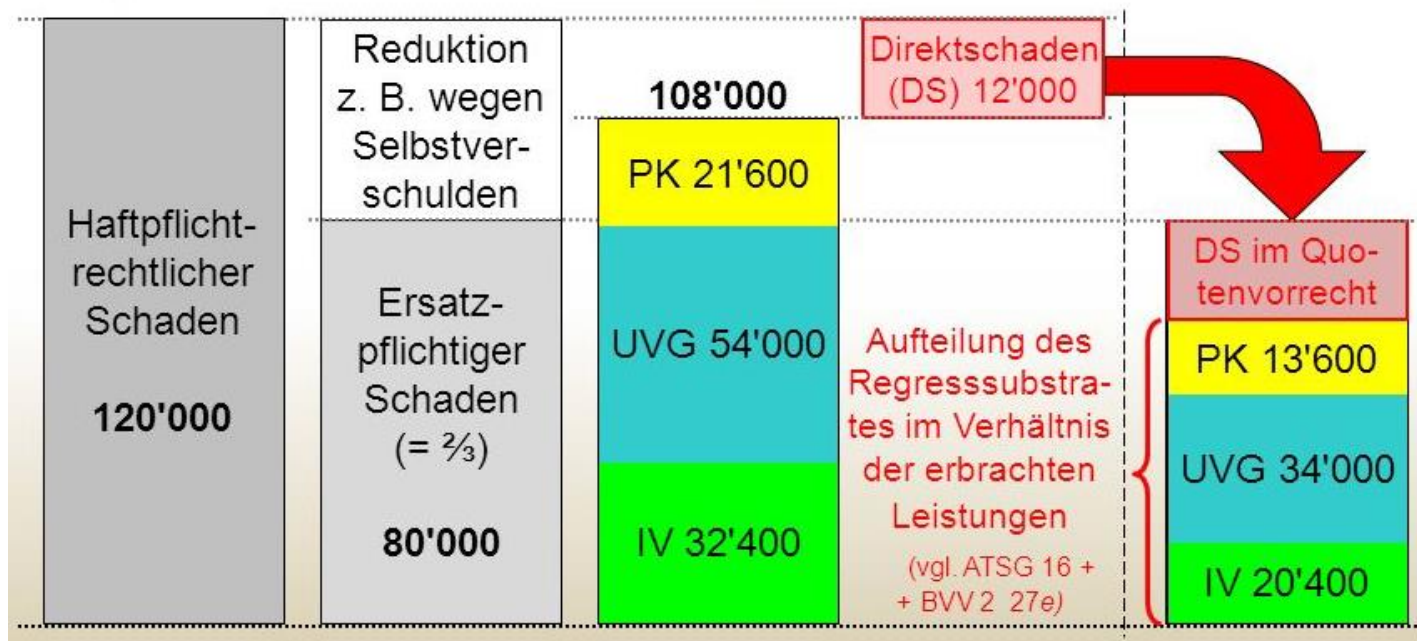 Haftpflicht-
rechtlicher
Schaden
120'000
Reduktion
z. B. wegen
Selbstver-
schulden
Ersatz-
pflichtiger
Schaden
(= ⅔)
80'000
108'000
PK 21'600
UVG 54'000
IV 32'400
Direktschaden
(DS) 12'000
Aufteilung des
Regresssubstra-
tes im Verhältnis
der erbrachten
Leistungen
(vgl. ATSG 16 +
+ BVV 2 27e)
DS im Quo-
tenvorrecht
PK 13'600
UVG 34'000
IV 20'400